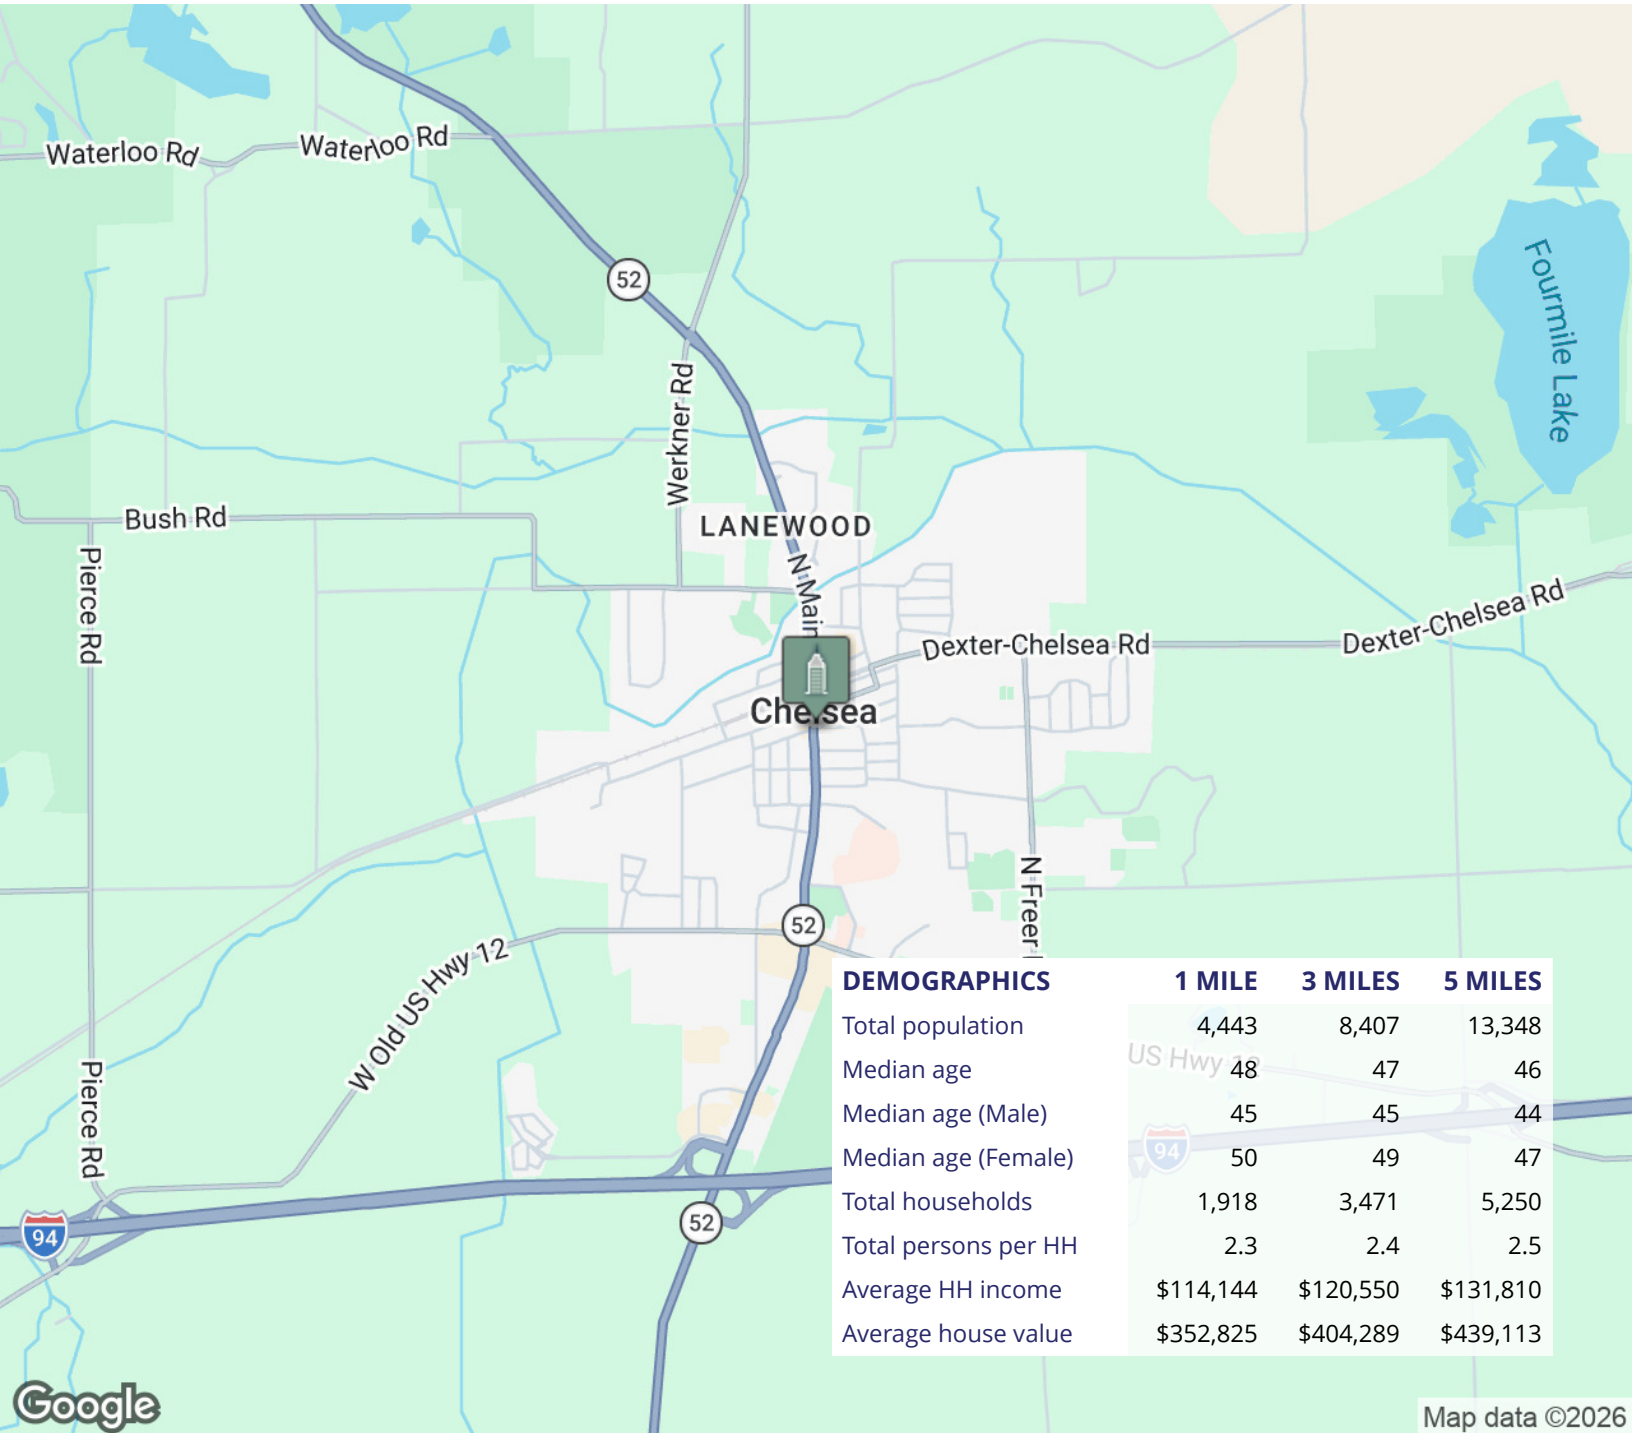 Waterloo Rd
Waterloo Rd
52
Fourmile Lake
Werkner Rd
Bush Rd
LANEWOOD
Pierce Rd
N Main
Dexter-Chelsea Rd
Dexter-Chelsea Rd
Chelsea
N Freer
52
W Old US Hwy 12
DEMOGRAPHICS 1 MILE 3 MILES 5 MILES
Total population 4,443 8,407 13,348
US Hwy 12
Median age 48 47 46
Median age (Male) 45 45 44
94
Median age (Female) 50 49 47
Pierce Rd
Total households 1,918 3,471 5,250
52
94
Total persons per HH 2.3 2.4 2.5
Average HH income $114,144 $120,550 $131,810
Average house value $352,825 $404,289 $439,113
Google
Map data ©2026